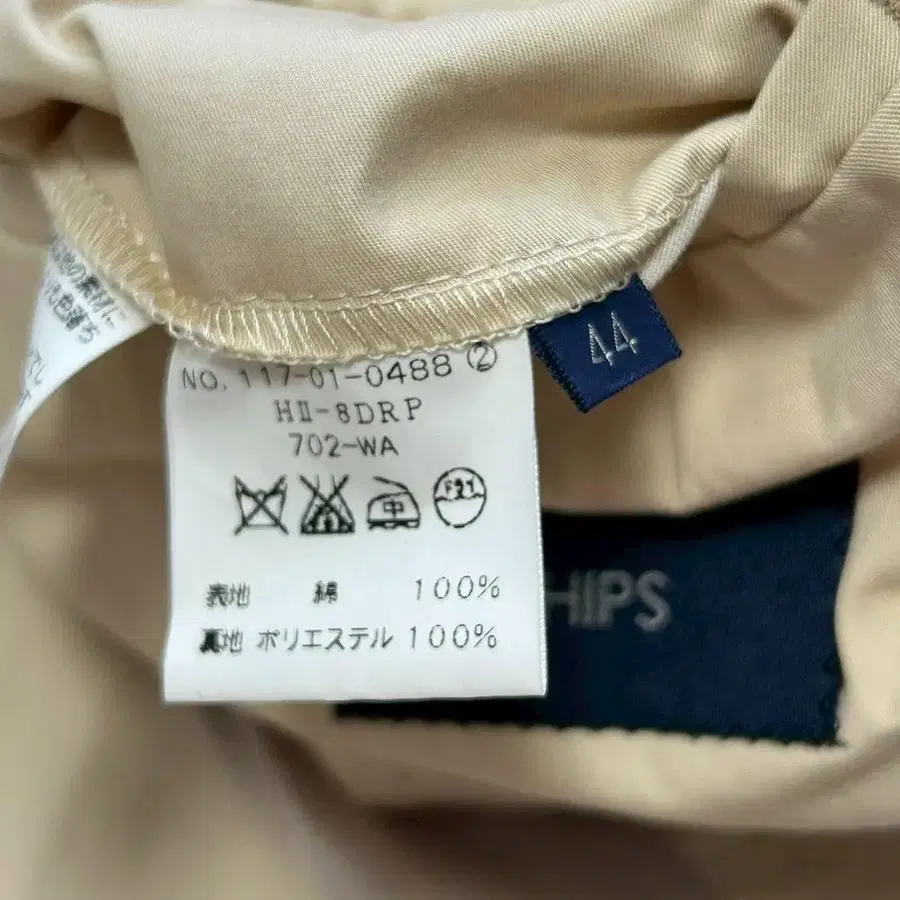 NO. 117-01-0488 ②
HⅡ-8DRP
702-WA
中
表地 綿 100%
裏地 ポリエステル 100%
44
HIPS